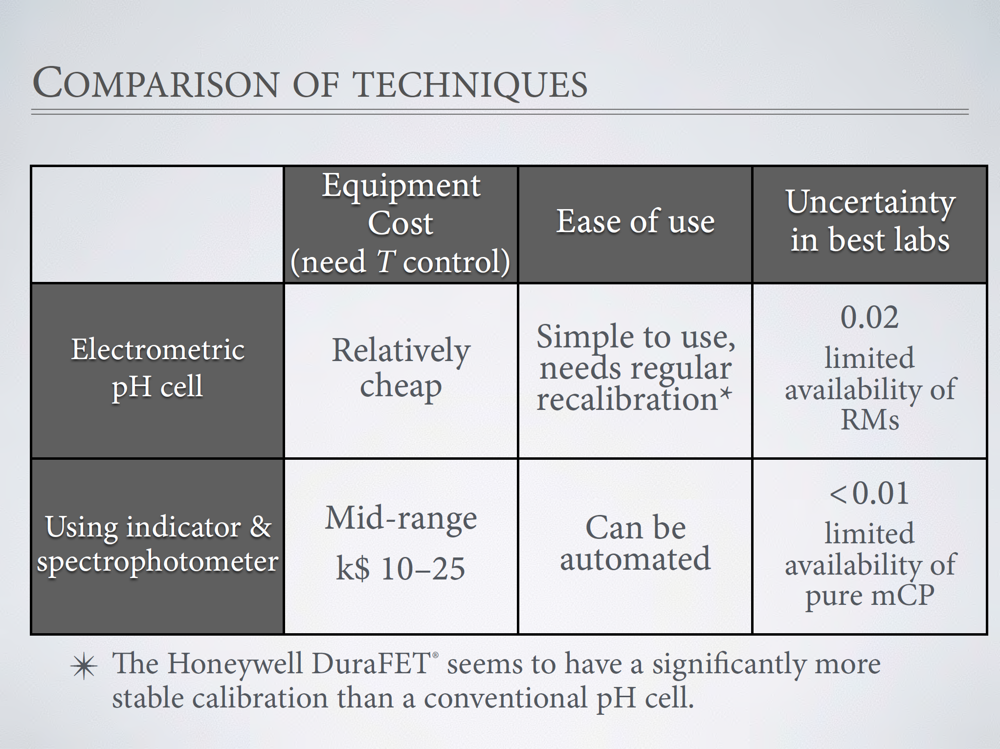 COMPARISON OF TECHNIQUES
Equipment
Cost
(need T control)
Ease of use
Uncertainty
in best labs
Electrometric
pH cell
Relatively
cheap
Simple to use,
needs regular
recalibration*
0.02
limited
availability of
RMs
Using indicator &
spectrophotometer
Mid-range
k$ 10–25
Can be
automated
<0.01
limited
availability of
pure mCP
✴ The Honeywell DuraFET® seems to have a significantly more
stable calibration than a conventional pH cell.